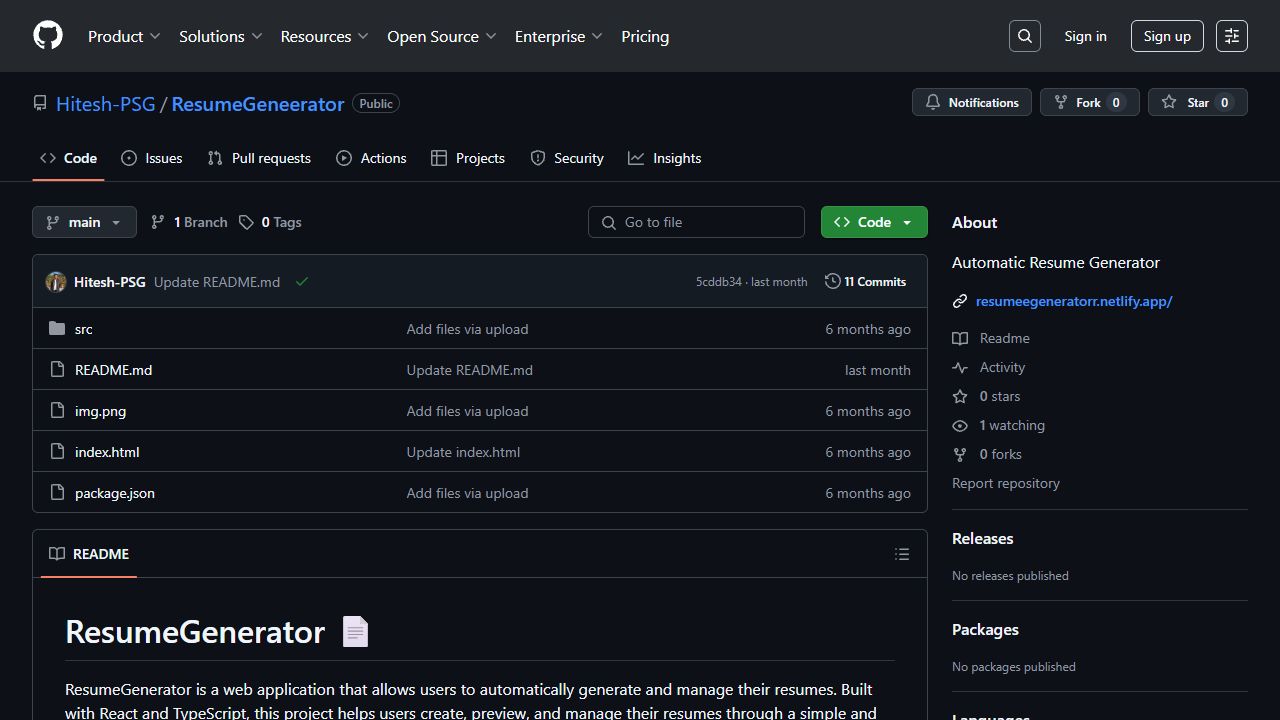 Product Solutions Resources Open Source Enterprise Pricing Sign in Sign up
Hitesh-PSG / ResumeGeneerator Public Notifications Fork 0 Star 0
Code Issues Pull requests Actions Projects Security Insights
main 1 Branch 0 Tags Go to file Code
Hitesh-PSG Update README.md 5cddb34 · last month 11 Commits
src Add files via upload 6 months ago
README.md Update README.md last month
img.png Add files via upload 6 months ago
index.html Update index.html 6 months ago
package.json Add files via upload 6 months ago
README
ResumeGenerator
ResumeGenerator is a web application that allows users to automatically generate and manage their resumes. Built
with React and TypeScript, this project helps users create, preview, and manage their resumes through a simple and
About
Automatic Resume Generator
resumeegeneratorr.netlify.app/
Readme
Activity
0 stars
1 watching
0 forks
Report repository
Releases
No releases published
Packages
No packages published
Languages